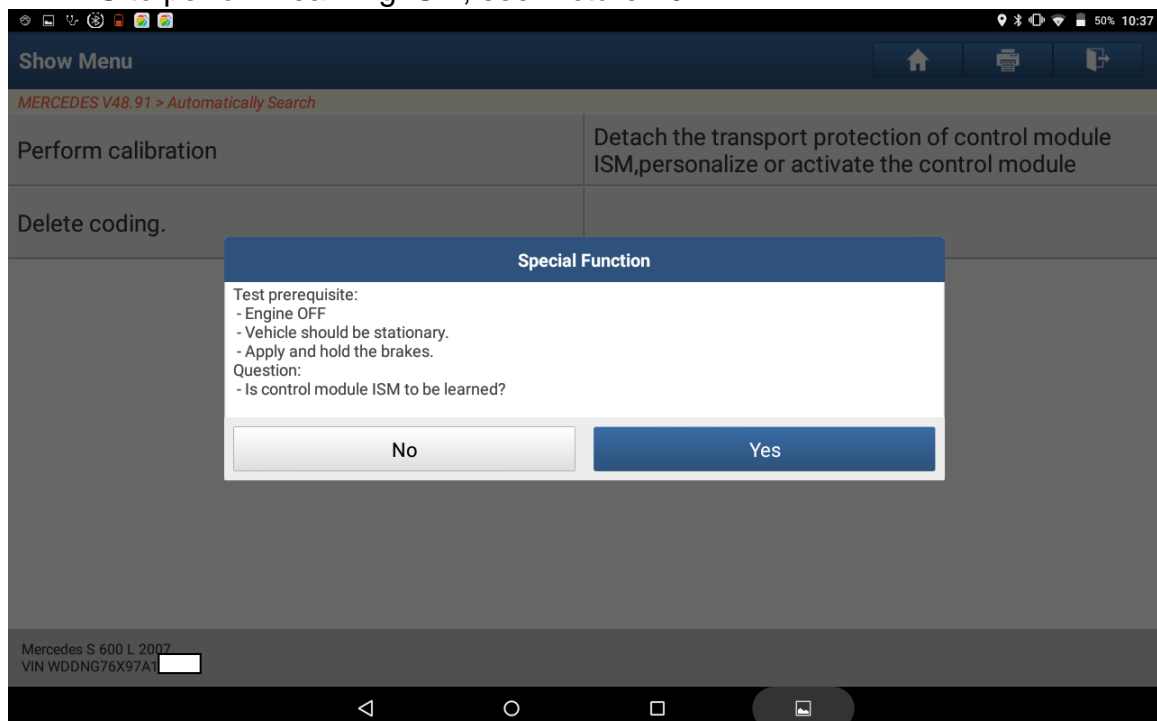 50% 10:37
Show Menu
MERCEDES V48.91 > Automatically Search
Perform calibration
Detach the transport protection of control module
ISM,personalize or activate the control module
Delete coding.
Special Function
Test prerequisite:
- Engine OFF
- Vehicle should be stationary.
- Apply and hold the brakes.
Question:
- Is control module ISM to be learned?
No
Yes
Mercedes S 600 L 2007
VIN WDDNG76X97A1